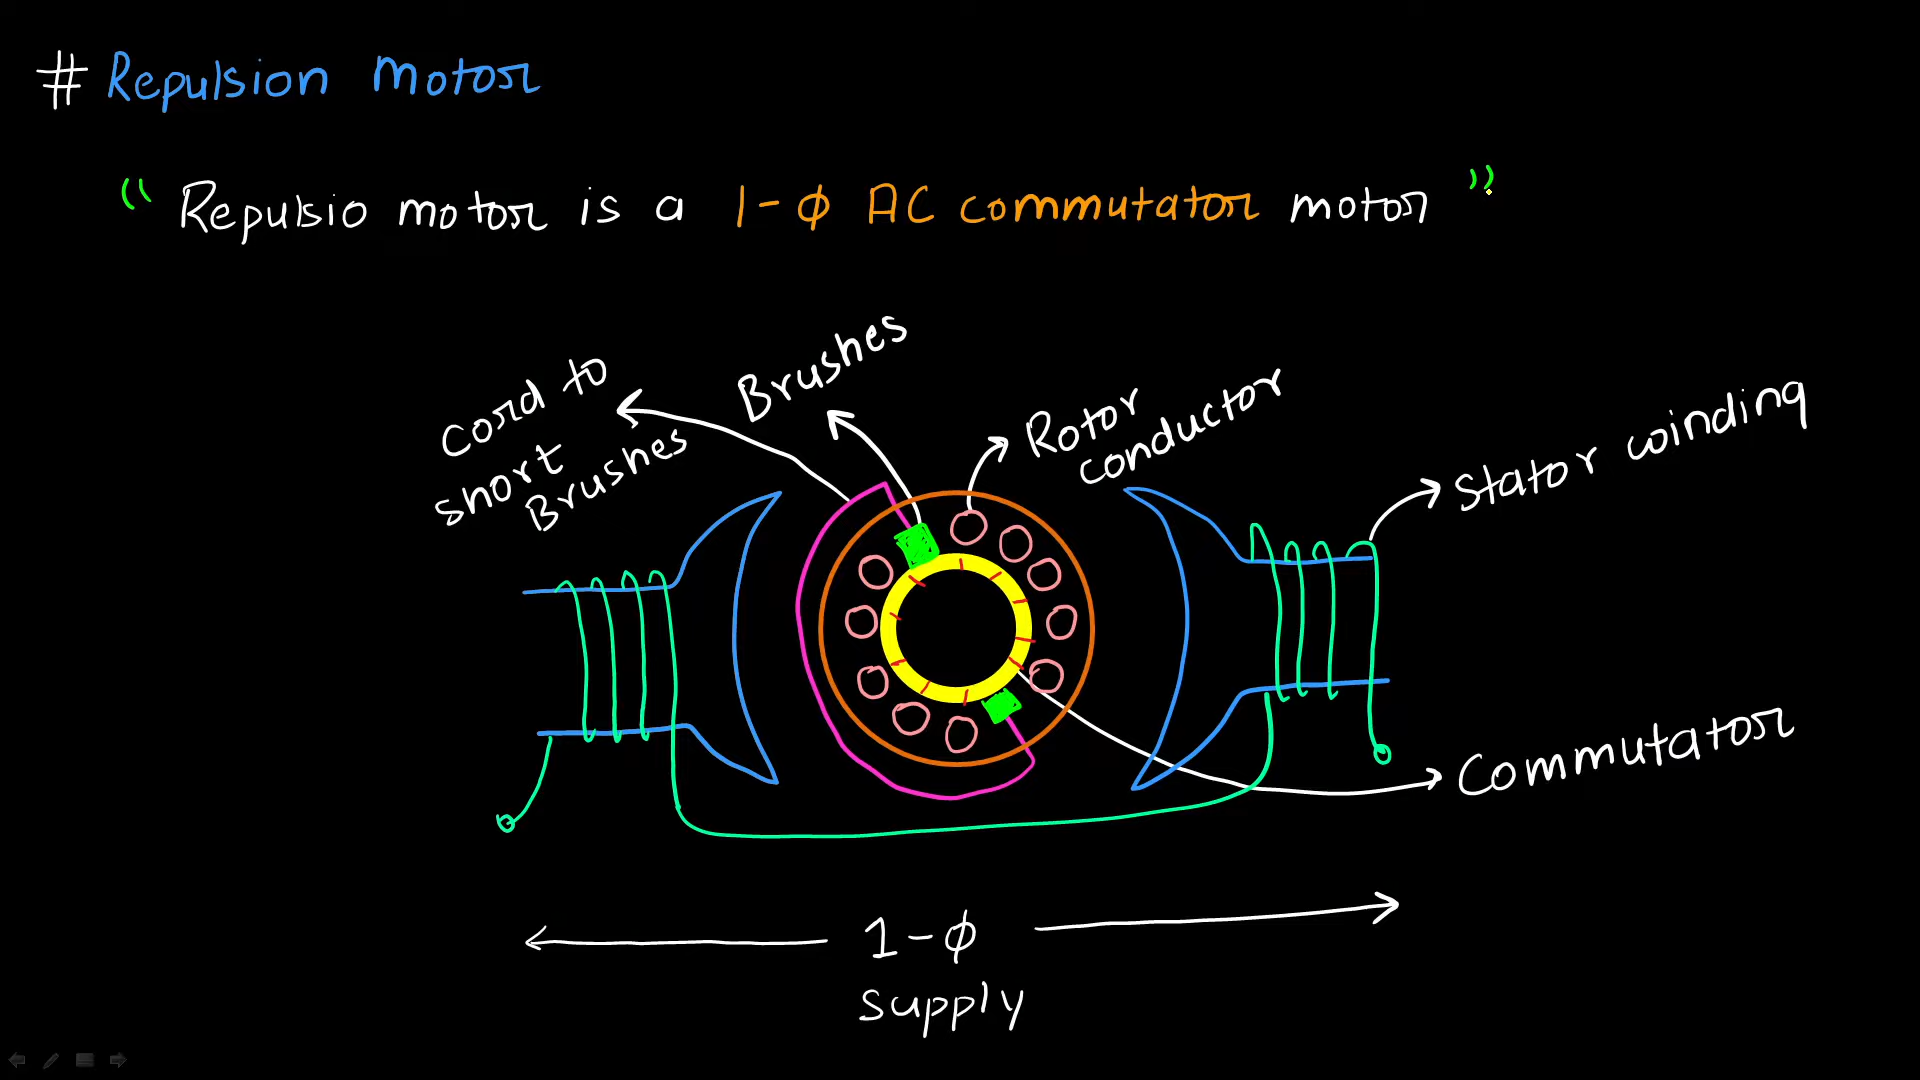 # Repulsion Motor
" Repulsio motor is a 1-ϕ AC commutator motor "
Cord to
short
Brushes
Brushes
Rotor
conductor
Stator winding
Commutator
1-ϕ
supply